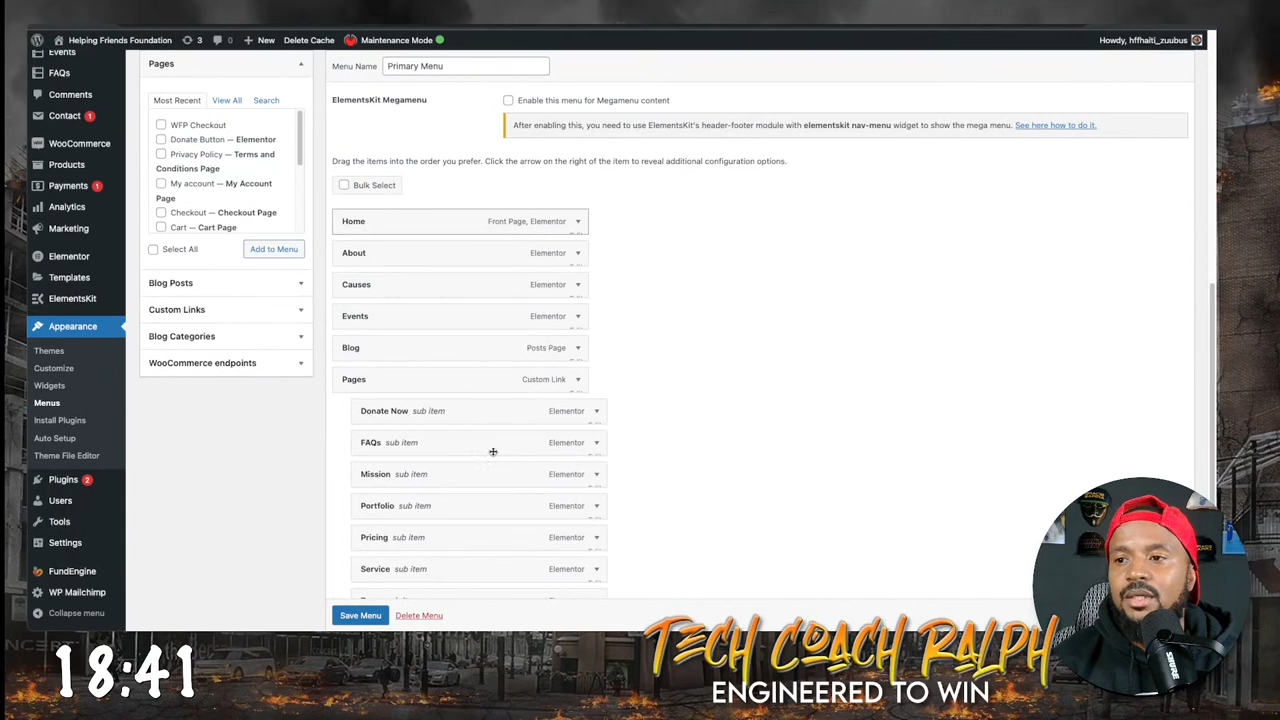 Helping Friends Foundation 3 0 New Delete Cache Maintenance Mode Howdy, hffhaiti_zuubus
Events
FAQs
Comments
Contact 1
WooCommerce
Products
Payments 1
Analytics
Marketing
Elementor
Templates
ElementsKit
Appearance
Themes
Customize
Widgets
Menus
Install Plugins
Auto Setup
Theme File Editor
Plugins 2
Users
Tools
Settings
FundEngine
WP Mailchimp
Collapse menu
Pages
Most Recent View All Search
WFP Checkout
Donate Button — Elementor
Privacy Policy — Terms and
Conditions Page
My account — My Account
Page
Checkout — Checkout Page
Cart — Cart Page
Select All Add to Menu
Blog Posts
Custom Links
Blog Categories
WooCommerce endpoints
Menu Name Primary Menu
ElementsKit Megamenu Enable this menu for Megamenu content
After enabling this, you need to use ElementsKit's header-footer module with elementskit nav-menu widget to show the mega menu. See here how to do it.
Drag the items into the order you prefer. Click the arrow on the right of the item to reveal additional configuration options.
Bulk Select
Home Front Page, Elementor
About Elementor
Causes Elementor
Events Elementor
Blog Posts Page
Pages Custom Link
Donate Now sub item Elementor
FAQs sub item Elementor
Mission sub item Elementor
Portfolio sub item Elementor
Pricing sub item Elementor
Service sub item Elementor
Save Menu Delete Menu
18:41
TECH COACH RALPH
ENGINEERED TO WIN